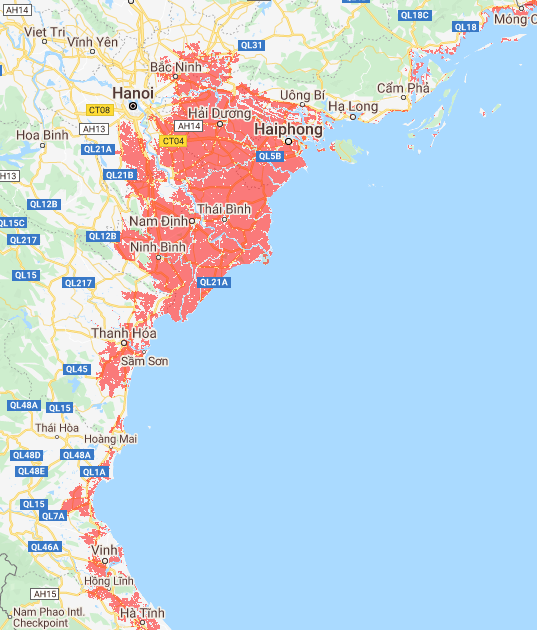 AH14
QL18C
QL18
Móng C
Viet Tri
Vĩnh Yên
QL31
Bắc Ninh
Cẩm Phả
Hanoi
CT08
Uông Bí
Hạ Long
Hải Dương
AH14
Haiphong
AH13
Hoa Binh
CT04
QL21A
QL5B
H13
QL21B
QL12B
Thái Bình
QL15C
Nam Định
QL217
QL12B
Ninh Bình
QL15
QL217
QL21A
Thanh Hóa
Sầm Sơn
QL45
QL48A
QL15
Thái Hòa
Hoàng Mai
QL48D
QL48A
QL48E
QL1A
QL15
QL7A
QL46A
Vinh
Hồng Lĩnh
AH15
Nam Phao Intl.
Checkpoint
Hà Tĩnh